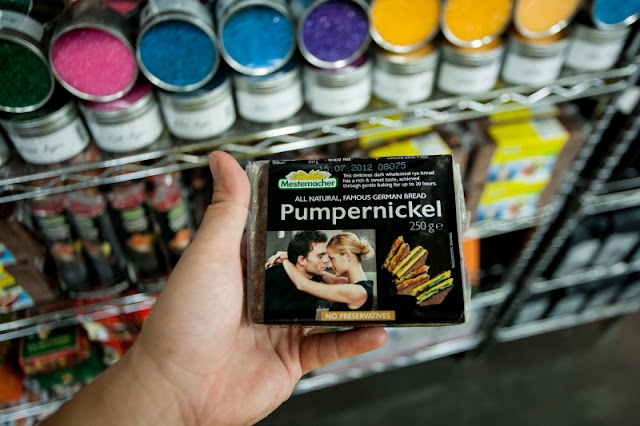 15 07 2012 08075
Mestemacher
This delicious dark wholemeal rye bread
has a rich & sweet taste, achieved
through gentle baking for up to 20 hours.
ALL NATURAL, FAMOUS GERMAN BREAD
Pumpernickel
250 g e
NO PRESERVATIVES